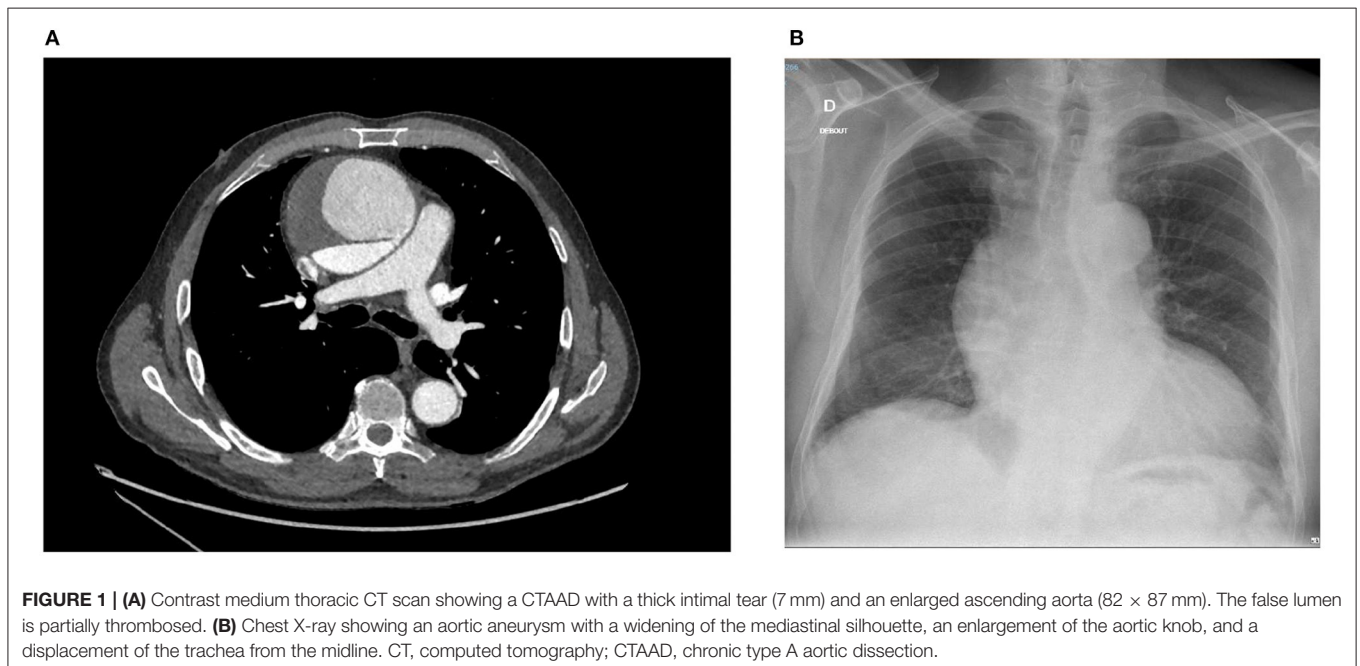 A
B
266
D
DEBOUT
FIGURE 1 | (A) Contrast medium thoracic CT scan showing a CTAAD with a thick intimal tear (7 mm) and an enlarged ascending aorta (82 × 87 mm). The false lumen
is partially thrombosed. (B) Chest X-ray showing an aortic aneurysm with a widening of the mediastinal silhouette, an enlargement of the aortic knob, and a
displacement of the trachea from the midline. CT, computed tomography; CTAAD, chronic type A aortic dissection.